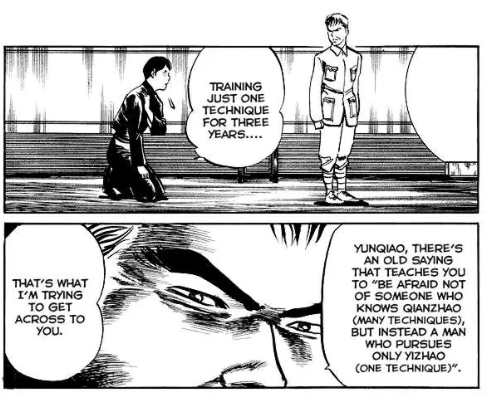 TRAINING
JUST ONE
TECHNIQUE
FOR THREE
YEARS....
YUNQIAO, THERE'S
AN OLD SAYING
THAT TEACHES YOU
TO "BE AFRAID NOT
OF SOMEONE WHO
KNOWS QIANZHAO
(MANY TECHNIQUES),
BUT INSTEAD A MAN
WHO PURSUES
ONLY YIZHAO
(ONE TECHNIQUE)".
THAT'S WHAT
I'M TRYING
TO GET
ACROSS TO
YOU.